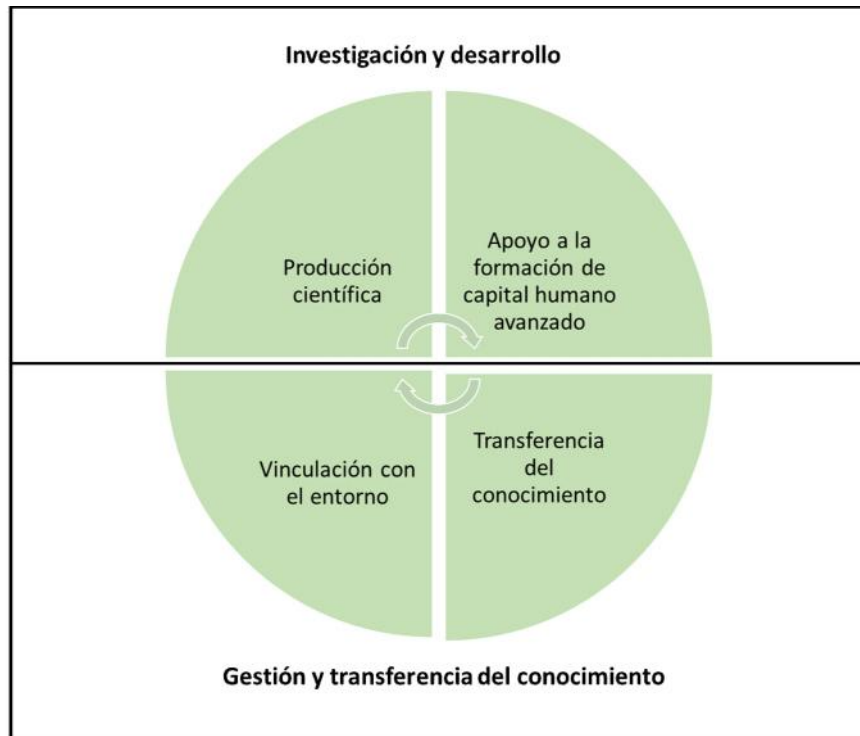 Investigación y desarrollo
Producción
científica
Apoyo a la
formación de
capital humano
avanzado
Vinculación con
el entorno
Transferencia
del
conocimiento
Gestión y transferencia del conocimiento